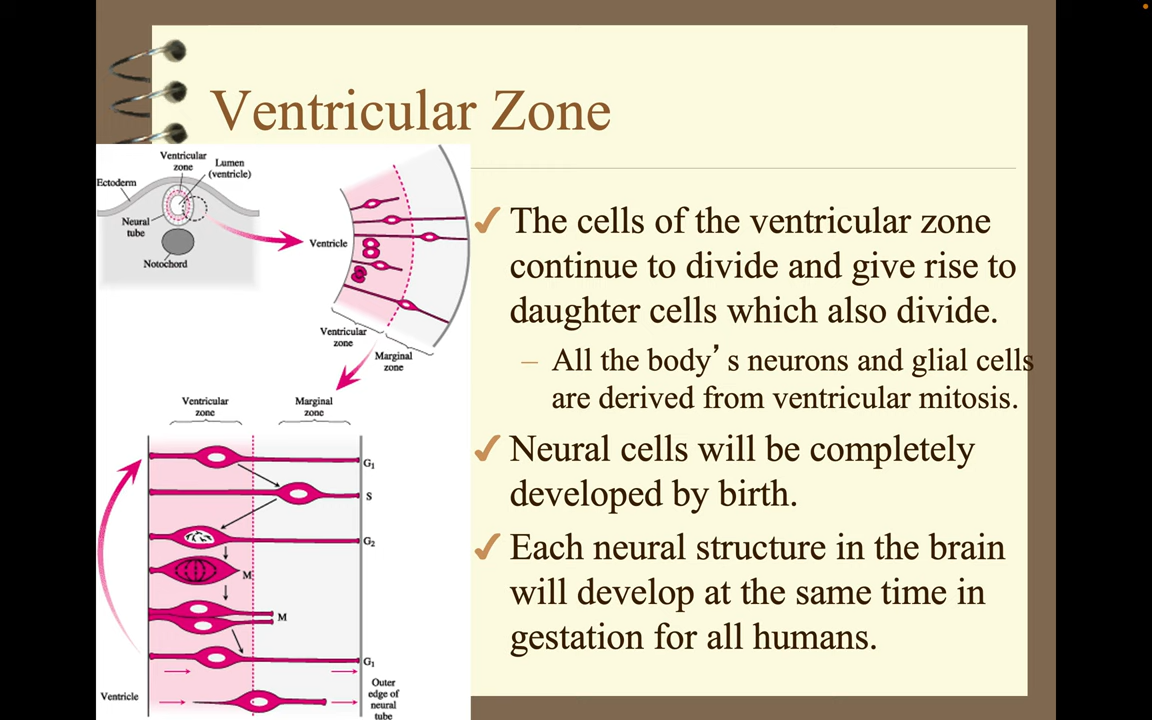 Ventricular Zone
Ventricular
zone
Lumen
(ventricle)
Ectoderm
Neural
tube
Notochord
Ventricle
Ventricular
zone
Marginal
zone
Ventricular
zone
Marginal
zone
G1
S
G2
M
M
G1
Ventricle
Outer
edge of
neural
tube
The cells of the ventricular zone
continue to divide and give rise to
daughter cells which also divide.
– All the body’s neurons and glial cells
are derived from ventricular mitosis.
Neural cells will be completely
developed by birth.
Each neural structure in the brain
will develop at the same time in
gestation for all humans.